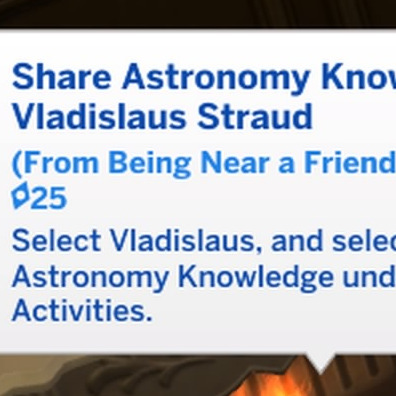 Share Astronomy Know
Vladislaus Straud
(From Being Near a Friend
25
Select Vladislaus, and selec
Astronomy Knowledge und
Activities.